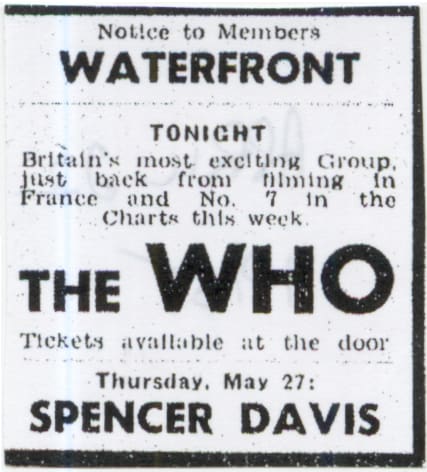 Notice to Members
WATERFRONT
TONIGHT
Britain's most exciting Group,
just back from filming in
France and No. 7 in the
Charts this week.
THE WHO
Tickets available at the door
Thursday, May 27:
SPENCER DAVIS